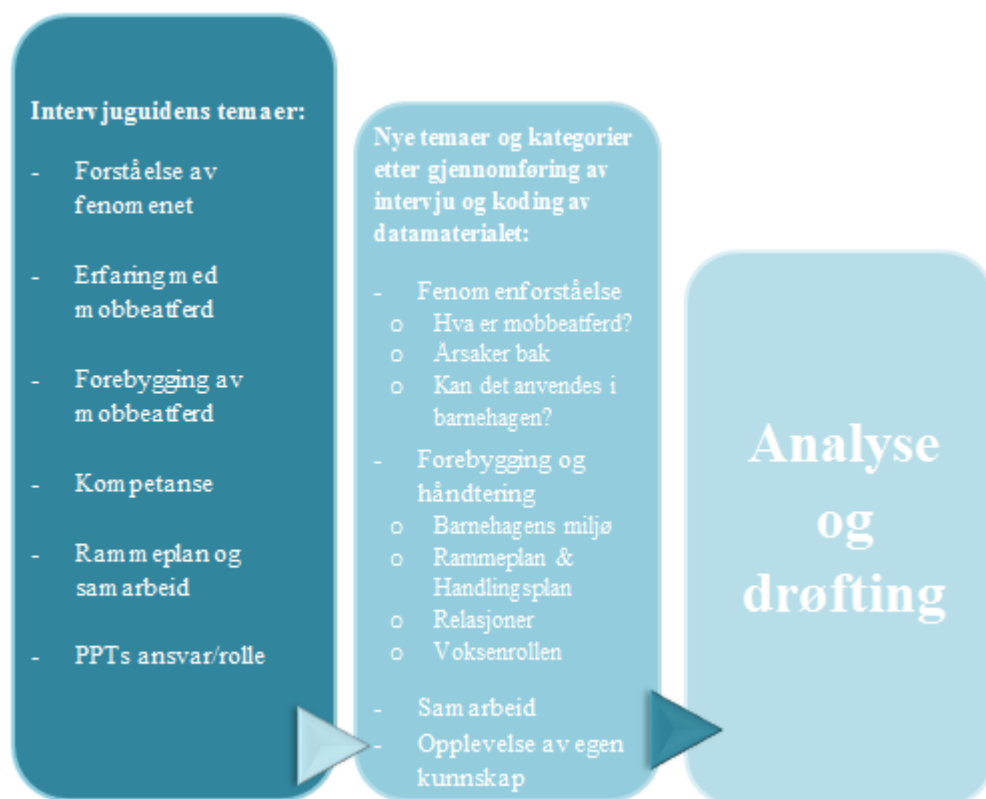 Intervjuguidens temaer:
- Forståelse av
fenomenet
- Erfaring med
mobbeatferd
- Forebygging av
mobbeatferd
- Kompetanse
- Rammeplan og
samarbeid
- PPTs ansvar/rolle
Nye temaer og kategorier
etter gjennomføring av
intervju og koding av
datamaterialet:
- Fenomenforståelse
o Hva er mobbeatferd?
o Årsaker bak
o Kan det anvendes i
barnehagen?
- Forebygging og
håndtering
o Barnehagens miljø
o Rammeplan &
Handlingsplan
o Relasjoner
o Voksenrollen
- Samarbeid
- Opplevelse av egen
kunnskap
Analyse
og
drøfting